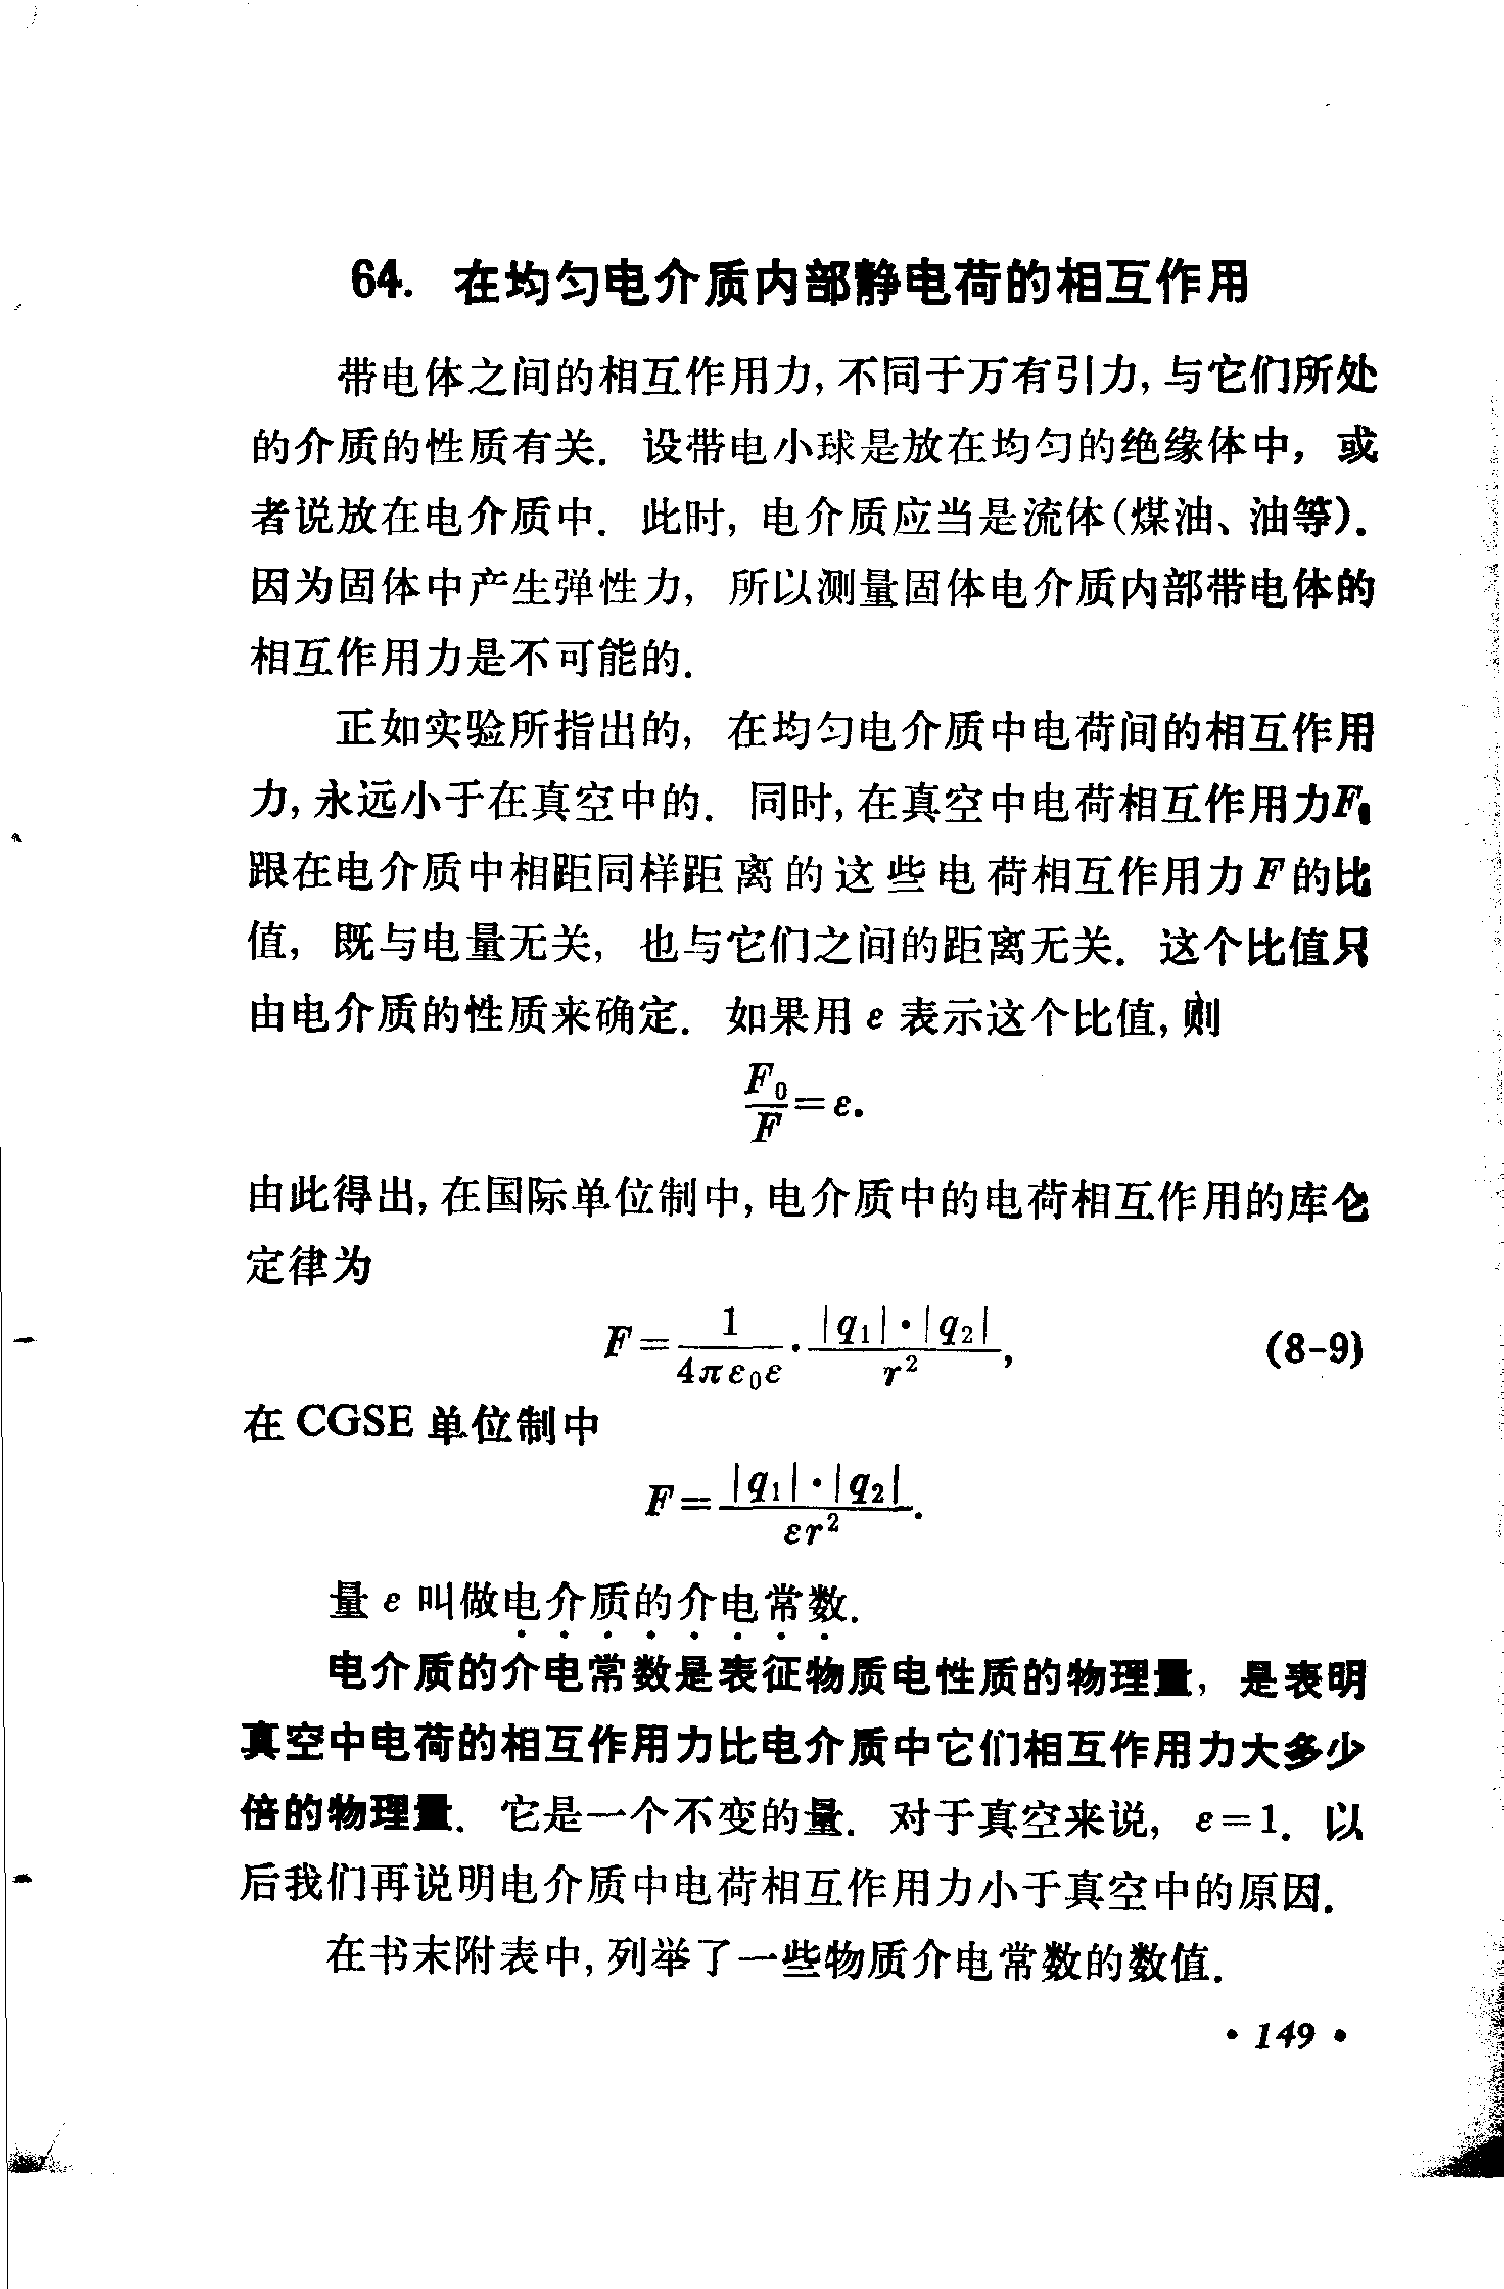 64. 在均匀电介质内部静电荷的相互作用
带电体之间的相互作用力,不同于万有引力,与它们所处
的介质的性质有关. 设带电小球是放在均匀的绝缘体中, 或
者说放在电介质中. 此时, 电介质应当是流体(煤油、油等).
因为固体中产生弹性力, 所以测量固体电介质内部带电体的
相互作用力是不可能的.
正如实验所指出的, 在均匀电介质中电荷间的相互作用
力,永远小于在真空中的. 同时,在真空中电荷相互作用力F₀
跟在电介质中相距同样距离的这些电荷相互作用力F的比
值, 既与电量无关, 也与它们之间的距离无关. 这个比值只
由电介质的性质来确定. 如果用 ε 表示这个比值,则
F₀/F=ε.
由此得出,在国际单位制中,电介质中的电荷相互作用的库仑
定律为
F=1/(4πε₀ε)·|q₁|·|q₂|/r², (8-9)
在 CGSE 单位制中
F=|q₁|·|q₂|/εr².
量 ε 叫做电介质的介电常数.
电介质的介电常数是表征物质电性质的物理量, 是表明
真空中电荷的相互作用力比电介质中它们相互作用力大多少
倍的物理量. 它是一个不变的量. 对于真空来说, ε=1. 以
后我们再说明电介质中电荷相互作用力小于真空中的原因.
在书末附表中,列举了一些物质介电常数的数值.
• 149 •